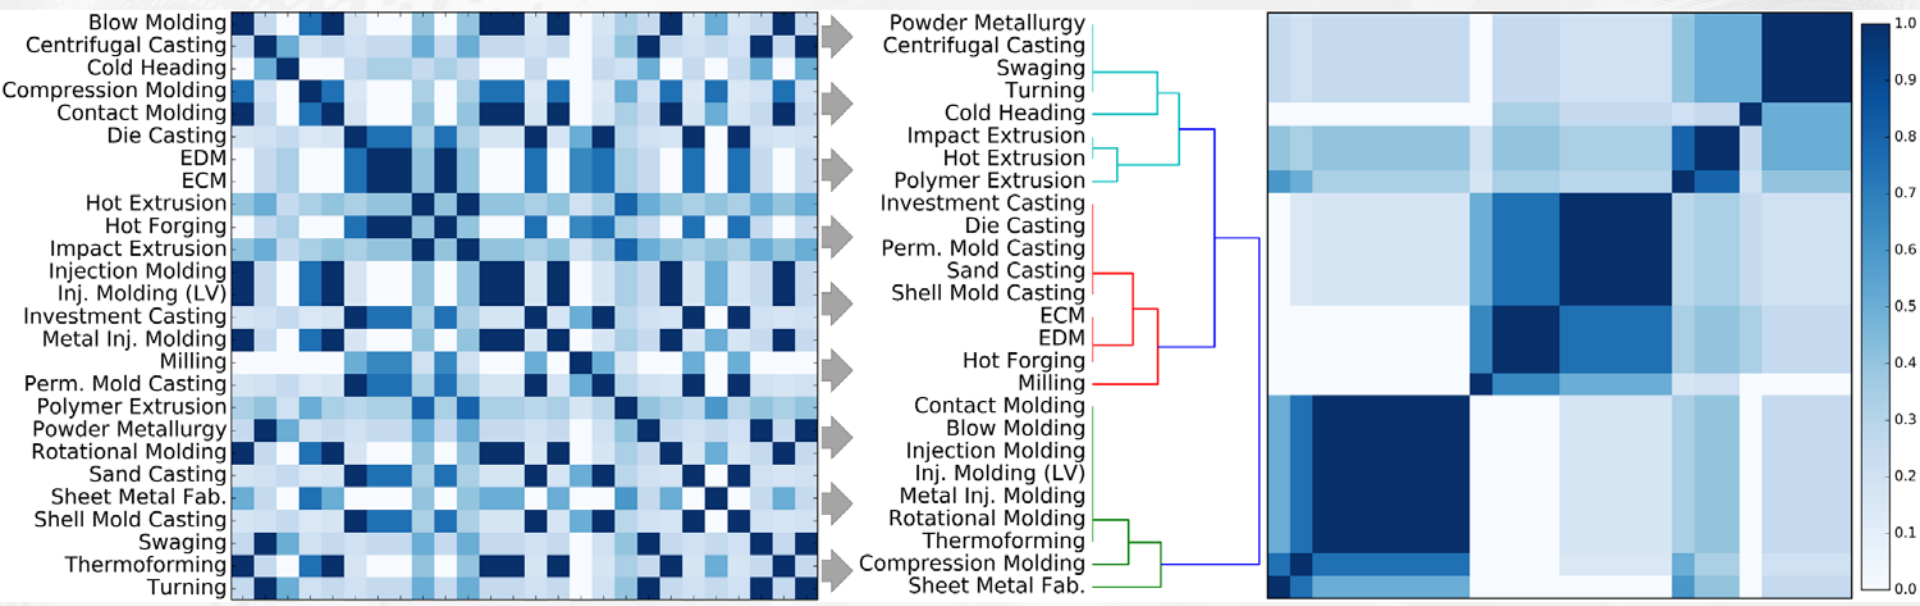 Blow Molding
Centrifugal Casting
Cold Heading
Compression Molding
Contact Molding
Die Casting
EDM
ECM
Hot Extrusion
Hot Forging
Impact Extrusion
Injection Molding
Inj. Molding (LV)
Investment Casting
Metal Inj. Molding
Milling
Perm. Mold Casting
Polymer Extrusion
Powder Metallurgy
Rotational Molding
Sand Casting
Sheet Metal Fab.
Shell Mold Casting
Swaging
Thermoforming
Turning
Powder Metallurgy
Centrifugal Casting
Swaging
Turning
Cold Heading
Impact Extrusion
Hot Extrusion
Polymer Extrusion
Investment Casting
Die Casting
Perm. Mold Casting
Sand Casting
Shell Mold Casting
ECM
EDM
Hot Forging
Milling
Contact Molding
Blow Molding
Injection Molding
Inj. Molding (LV)
Metal Inj. Molding
Rotational Molding
Thermoforming
Compression Molding
Sheet Metal Fab.
1.0
0.9
0.8
0.7
0.6
0.5
0.4
0.3
0.2
0.1
0.0